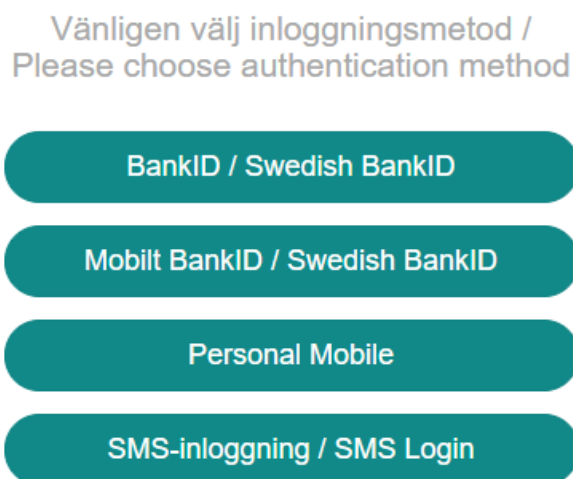 Vänligen välj inloggningsmetod /
Please choose authentication method
BankID / Swedish BankID
Mobilt BankID / Swedish BankID
Personal Mobile
SMS-inloggning / SMS Login